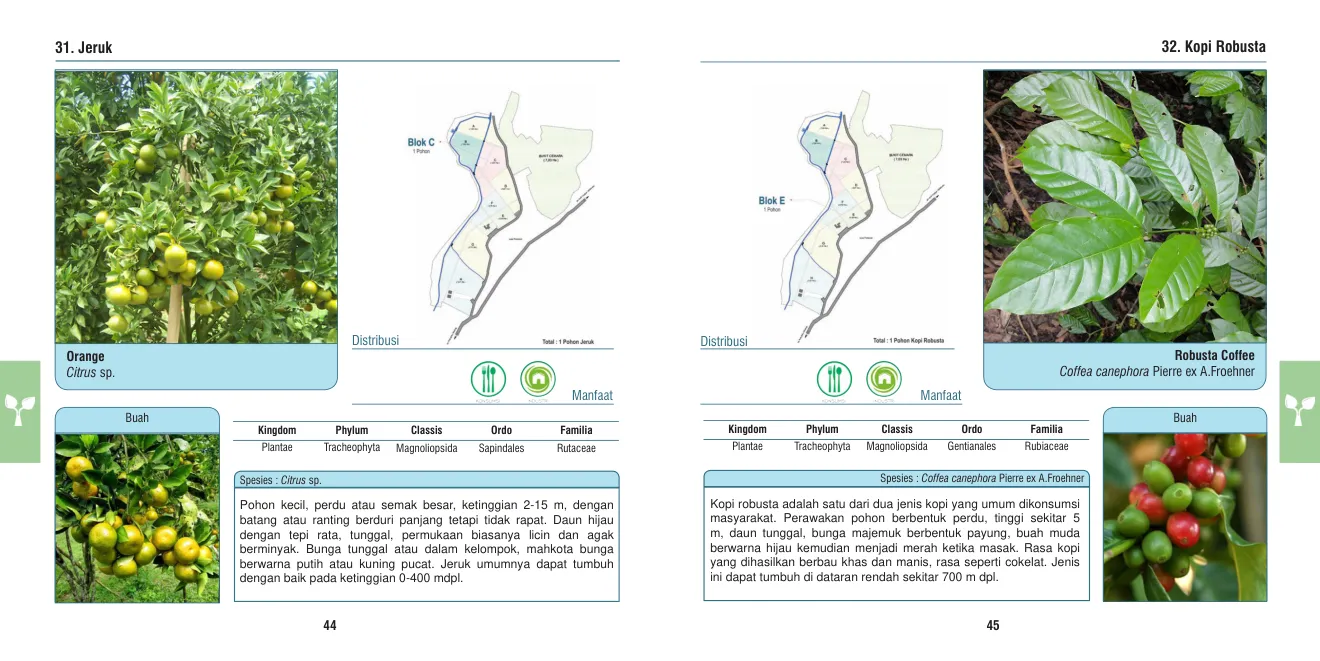 31. Jeruk
Blok C
1 Pohon
BUKIT CEMARA
Total : 1 Pohon Jeruk
Distribusi
Orange
Citrus sp.
Manfaat
Buah
Kingdom Phylum Classis Ordo Familia
Plantae Tracheophyta Magnoliopsida Sapindales Rutaceae
Spesies : Citrus sp.
Pohon kecil, perdu atau semak besar, ketinggian 2-15 m, dengan
batang atau ranting berduri panjang tetapi tidak rapat. Daun hijau
dengan tepi rata, tunggal, permukaan biasanya licin dan agak
berminyak. Bunga tunggal atau dalam kelompok, mahkota bunga
berwarna putih atau kuning pucat. Jeruk umumnya dapat tumbuh
dengan baik pada ketinggian 0-400 mdpl.
44
32. Kopi Robusta
Blok E
1 Pohon
BUKIT CEMARA
Total : 1 Pohon Kopi Robusta
Distribusi
Robusta Coffee
Coffea canephora Pierre ex A.Froehner
Manfaat
Kingdom Phylum Classis Ordo Familia
Plantae Tracheophyta Magnoliopsida Gentianales Rubiaceae
Buah
Spesies : Coffea canephora Pierre ex A.Froehner
Kopi robusta adalah satu dari dua jenis kopi yang umum dikonsumsi
masyarakat. Perawakan pohon berbentuk perdu, tinggi sekitar 5
m, daun tunggal, bunga majemuk berbentuk payung, buah muda
berwarna hijau kemudian menjadi merah ketika masak. Rasa kopi
yang dihasilkan berbau khas dan manis, rasa seperti cokelat. Jenis
ini dapat tumbuh di dataran rendah sekitar 700 m dpl.
45